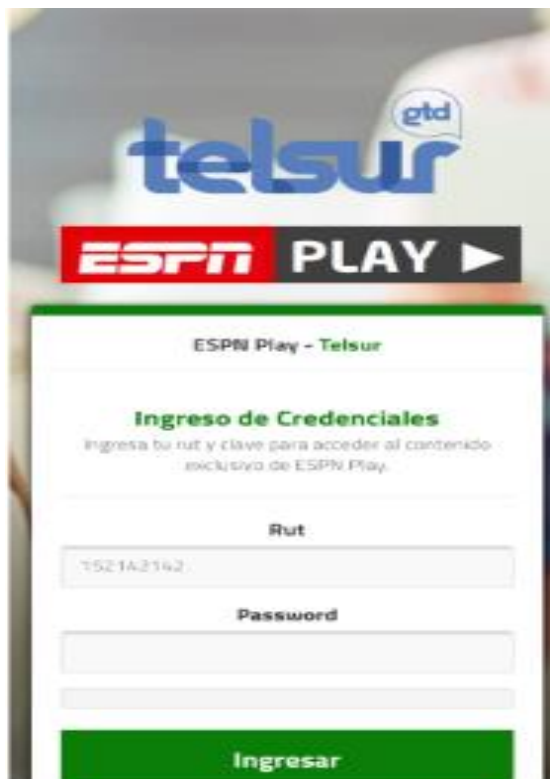 gtd
telsur
ESPN PLAY
ESPN Play - Telsur
Ingreso de Credenciales
Ingresa tu rut y clave para acceder al contenido
exclusivo de ESPN Play.
Rut
152142142
Password
Ingresar